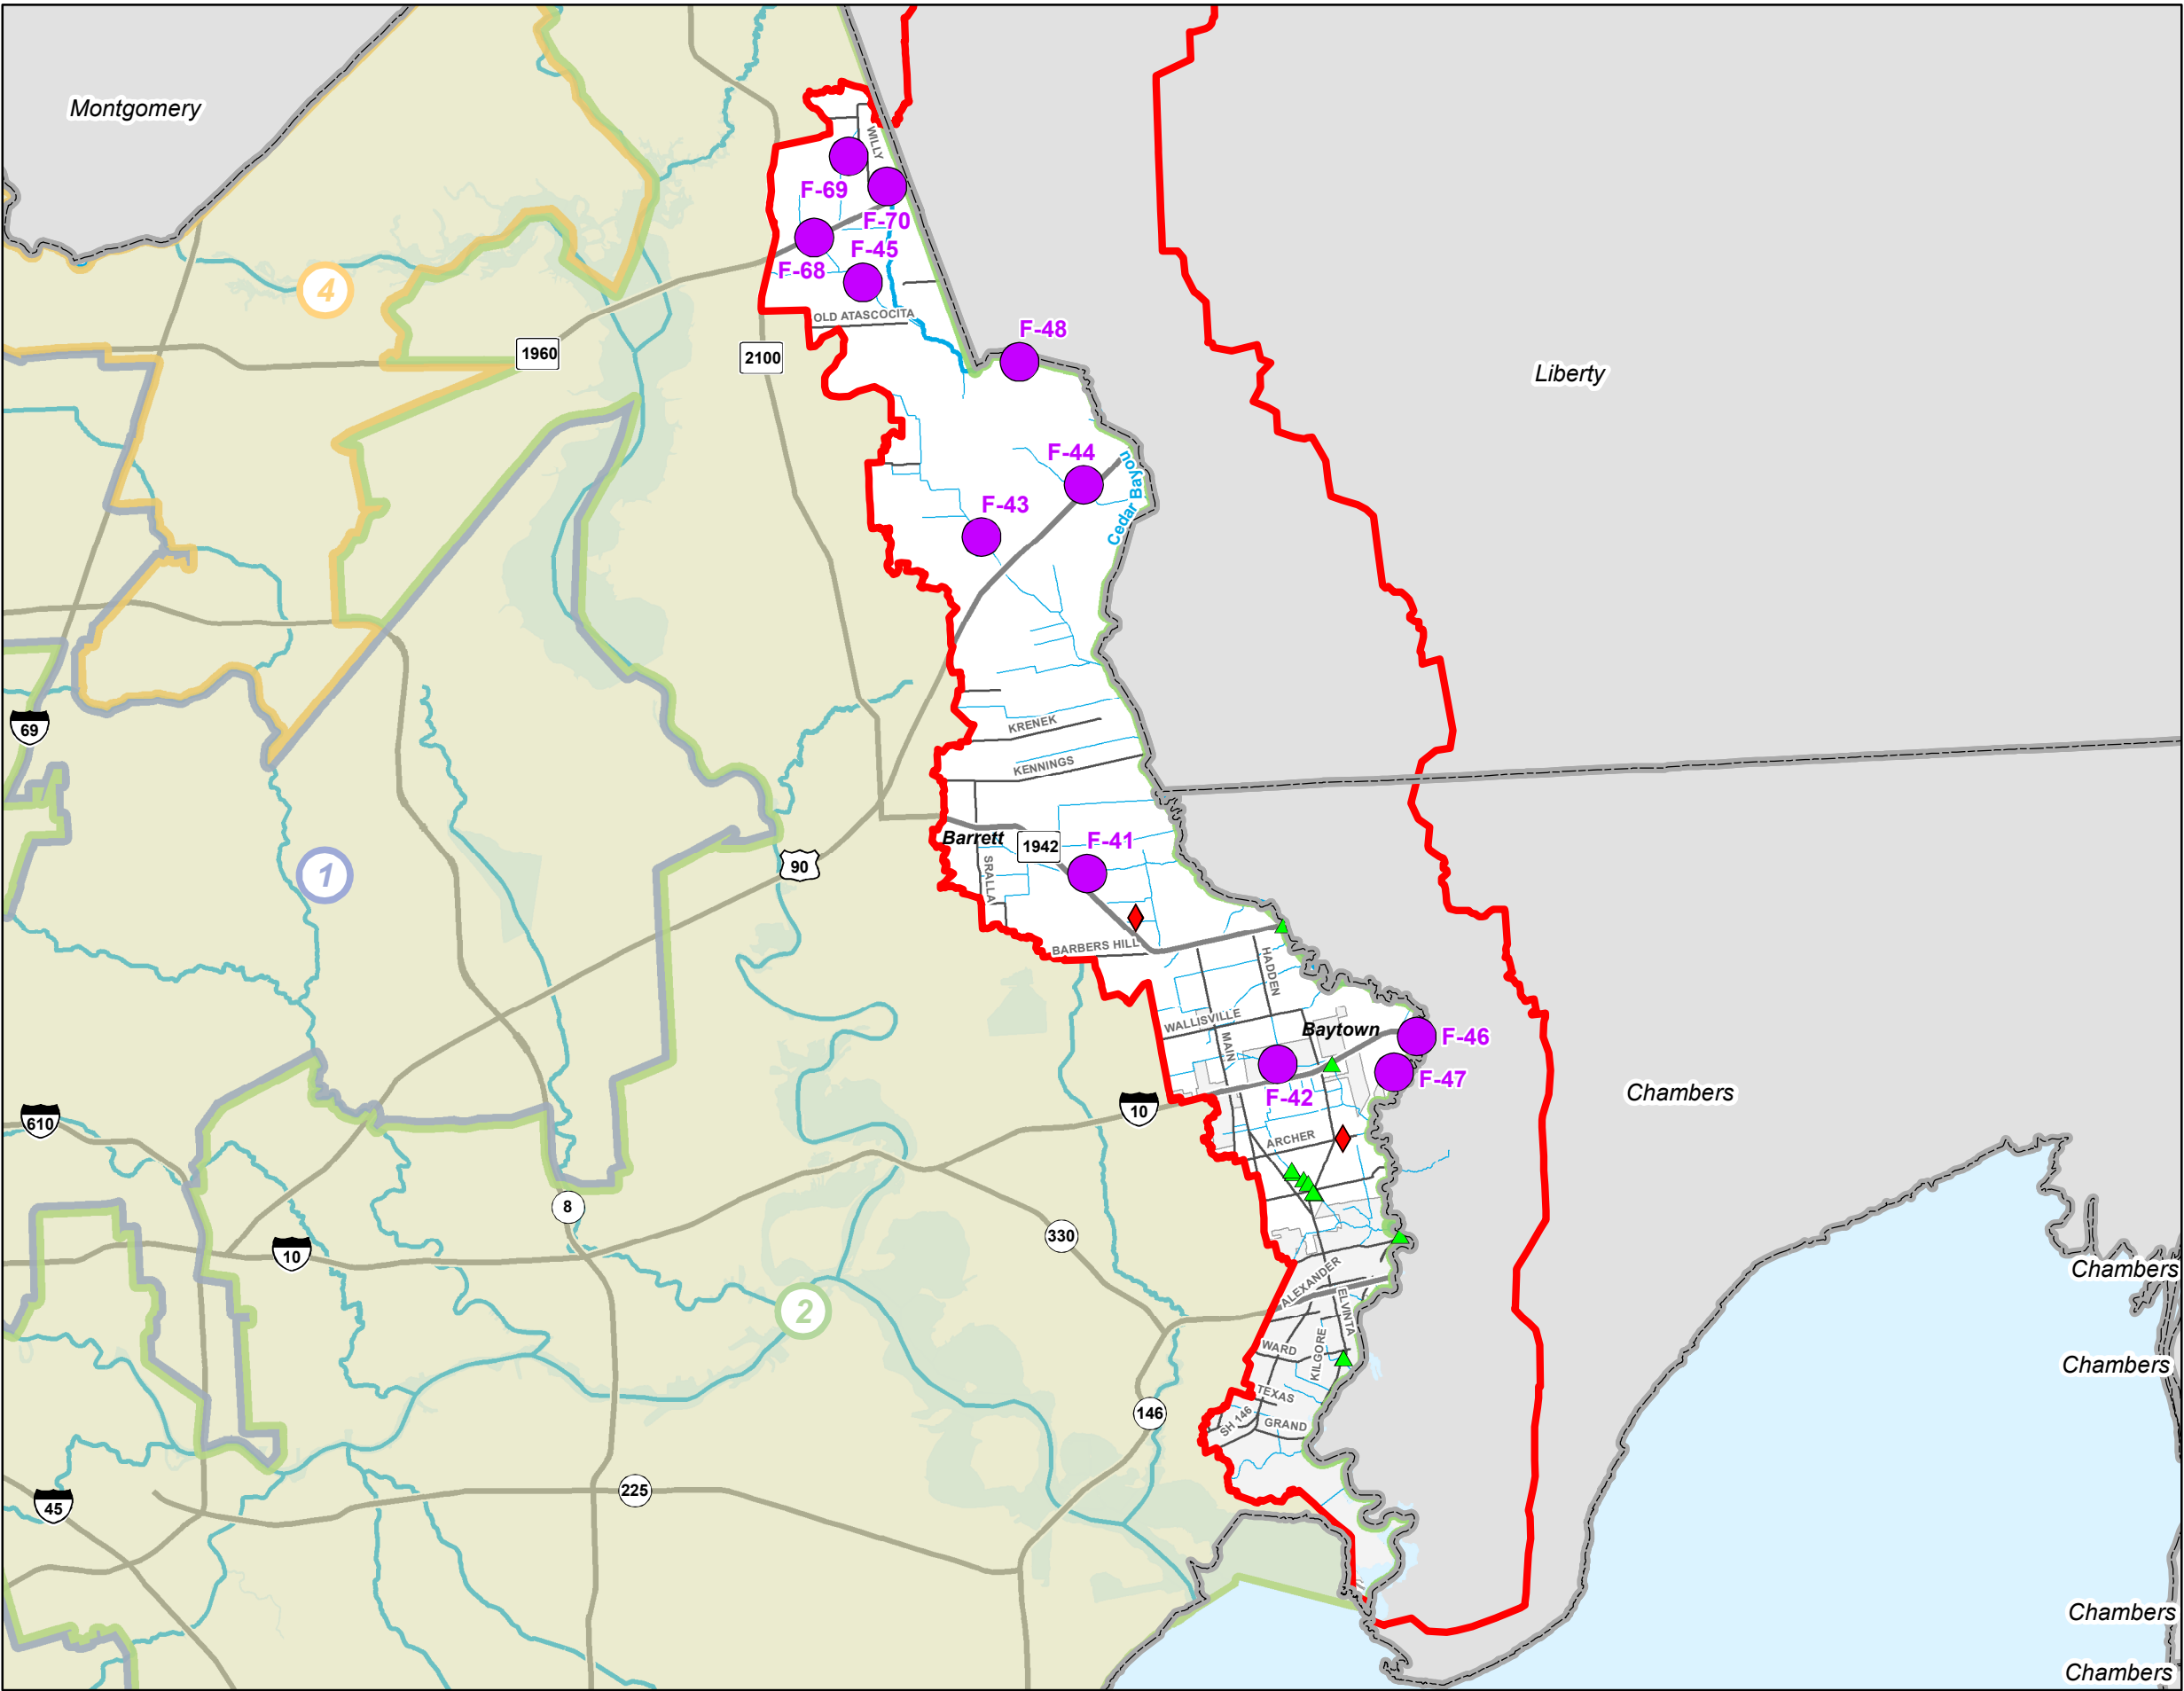 Montgomery
WILLY
F-69
F-70
F-45
F-68
4
OLD ATASCOCITA
F-48
1960
2100
Liberty
F-44
Cedar Bayou
F-43
69
KRENEK
KENNINGS
Barrett
1942
F-41
90
1
SRALLA
BARBERS HILL
HADDEN
WALLISVILLE
MAIN
Baytown
F-46
F-47
F-42
Chambers
10
610
ARCHER
8
330
10
Chambers
ALEXANDER
ELVINTA
2
WARD
KILGORE
Chambers
TEXAS
SH 146
GRAND
146
225
45
Chambers
Chambers